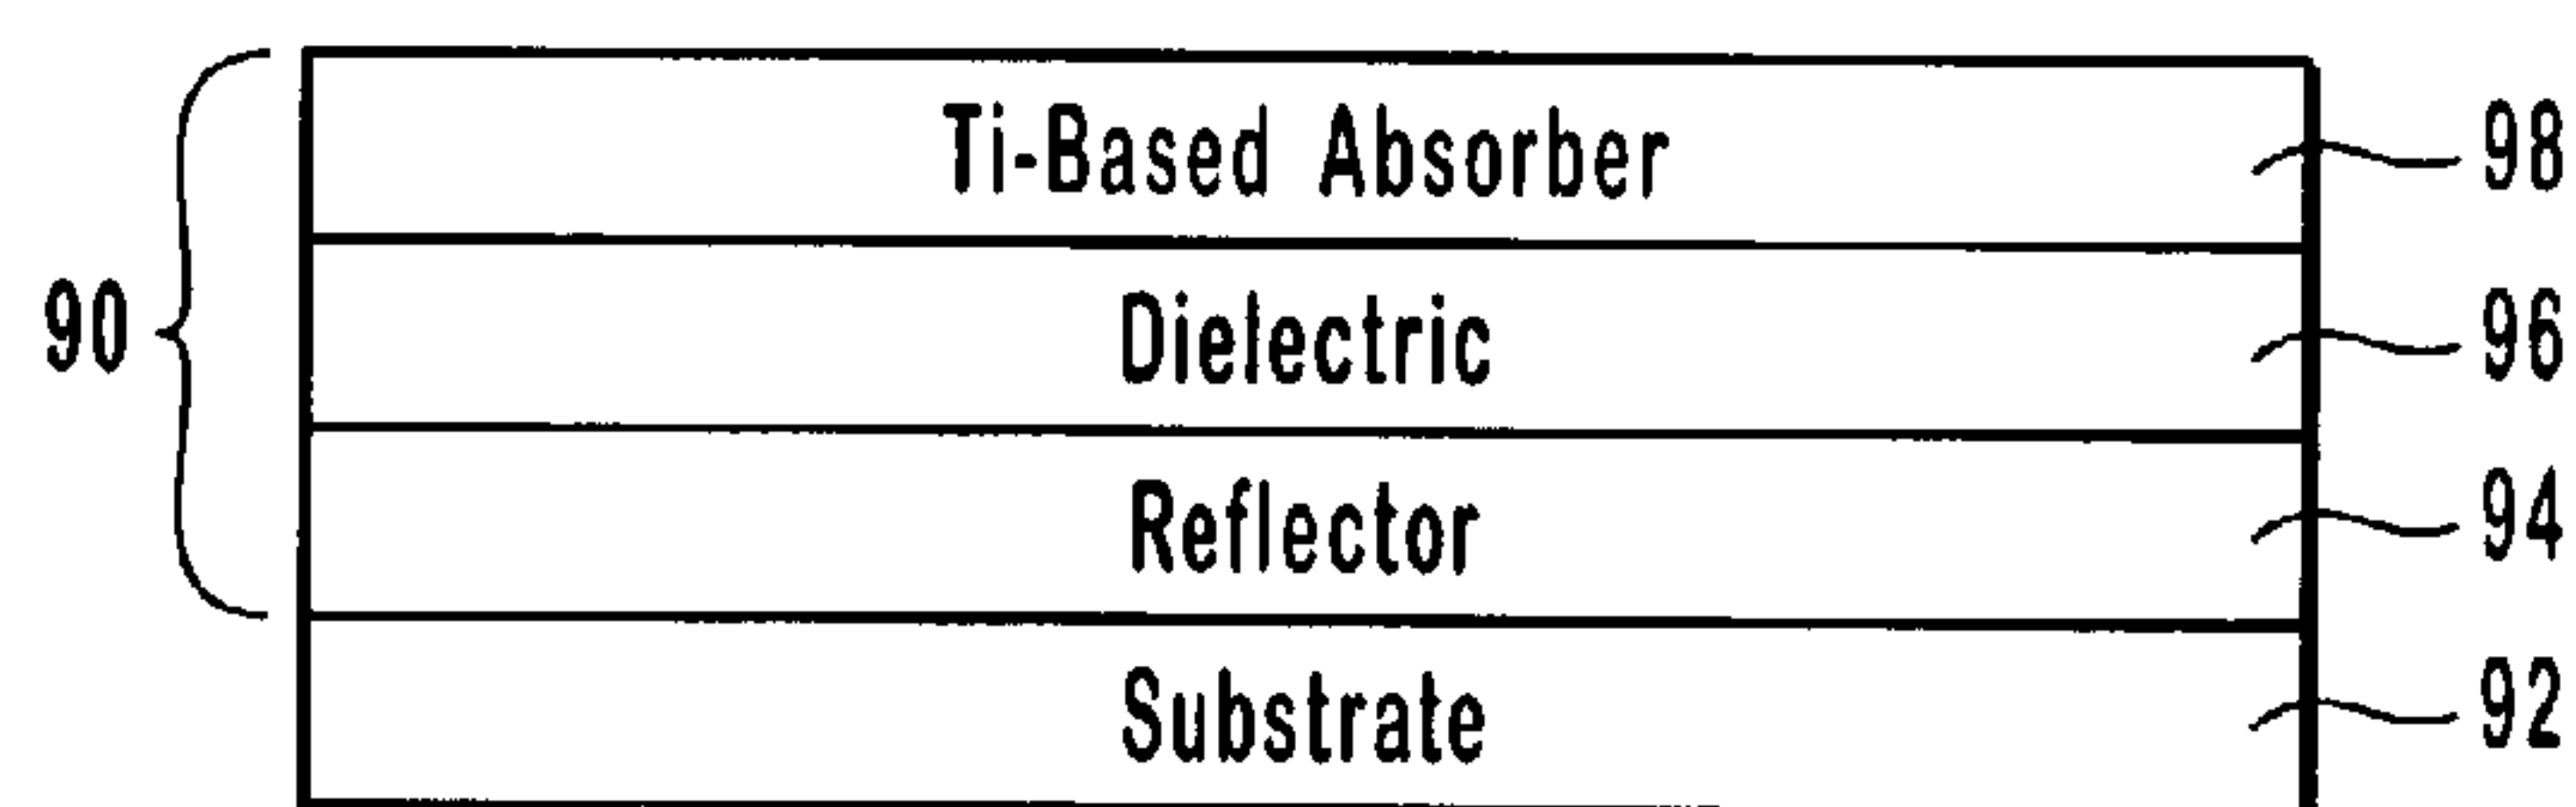 Ti-Based Absorber 98
Dielectric 96
90
Reflector 94
Substrate 92